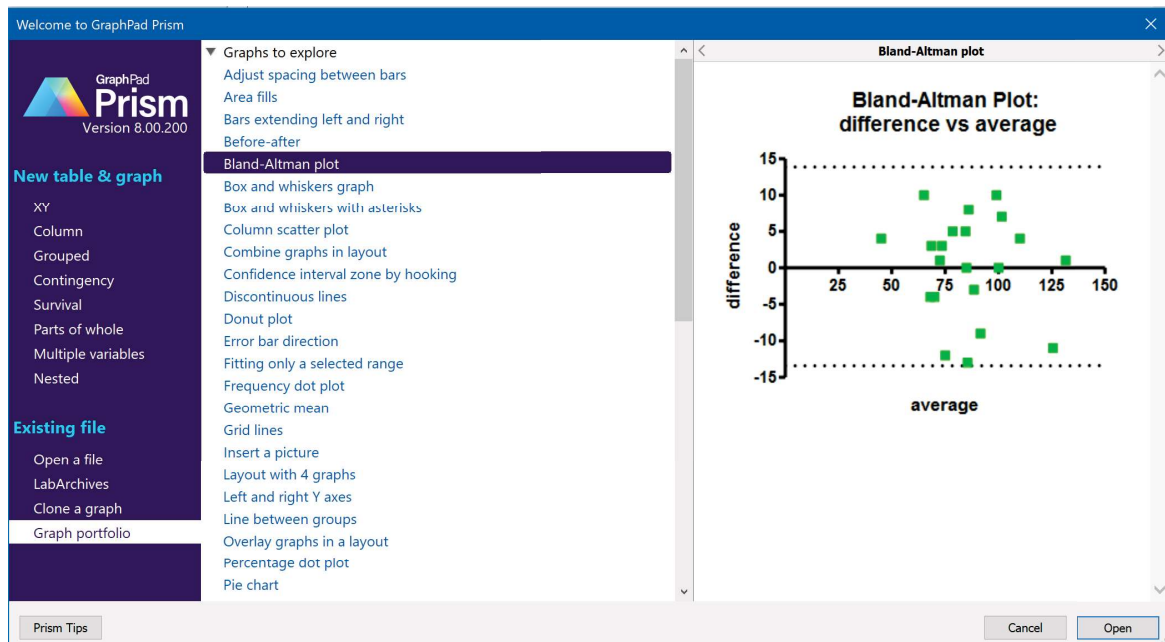 Welcome to GraphPad Prism
GraphPad
Prism
Version 8.00.200
New table & graph
XY
Column
Grouped
Contingency
Survival
Parts of whole
Multiple variables
Nested
Existing file
Open a file
LabArchives
Clone a graph
Graph portfolio
Graphs to explore
Adjust spacing between bars
Area fills
Bars extending left and right
Before-after
Bland-Altman plot
Box and whiskers graph
Box and whiskers with asterisks
Column scatter plot
Combine graphs in layout
Confidence interval zone by hooking
Discontinuous lines
Donut plot
Error bar direction
Fitting only a selected range
Frequency dot plot
Geometric mean
Grid lines
Insert a picture
Layout with 4 graphs
Left and right Y axes
Line between groups
Overlay graphs in a layout
Percentage dot plot
Pie chart
Bland-Altman plot
Bland-Altman Plot:
difference vs average
15
10
5
0
-5
-10
-15
difference
25 50 75 100 125 150
average
Prism Tips
Cancel
Open